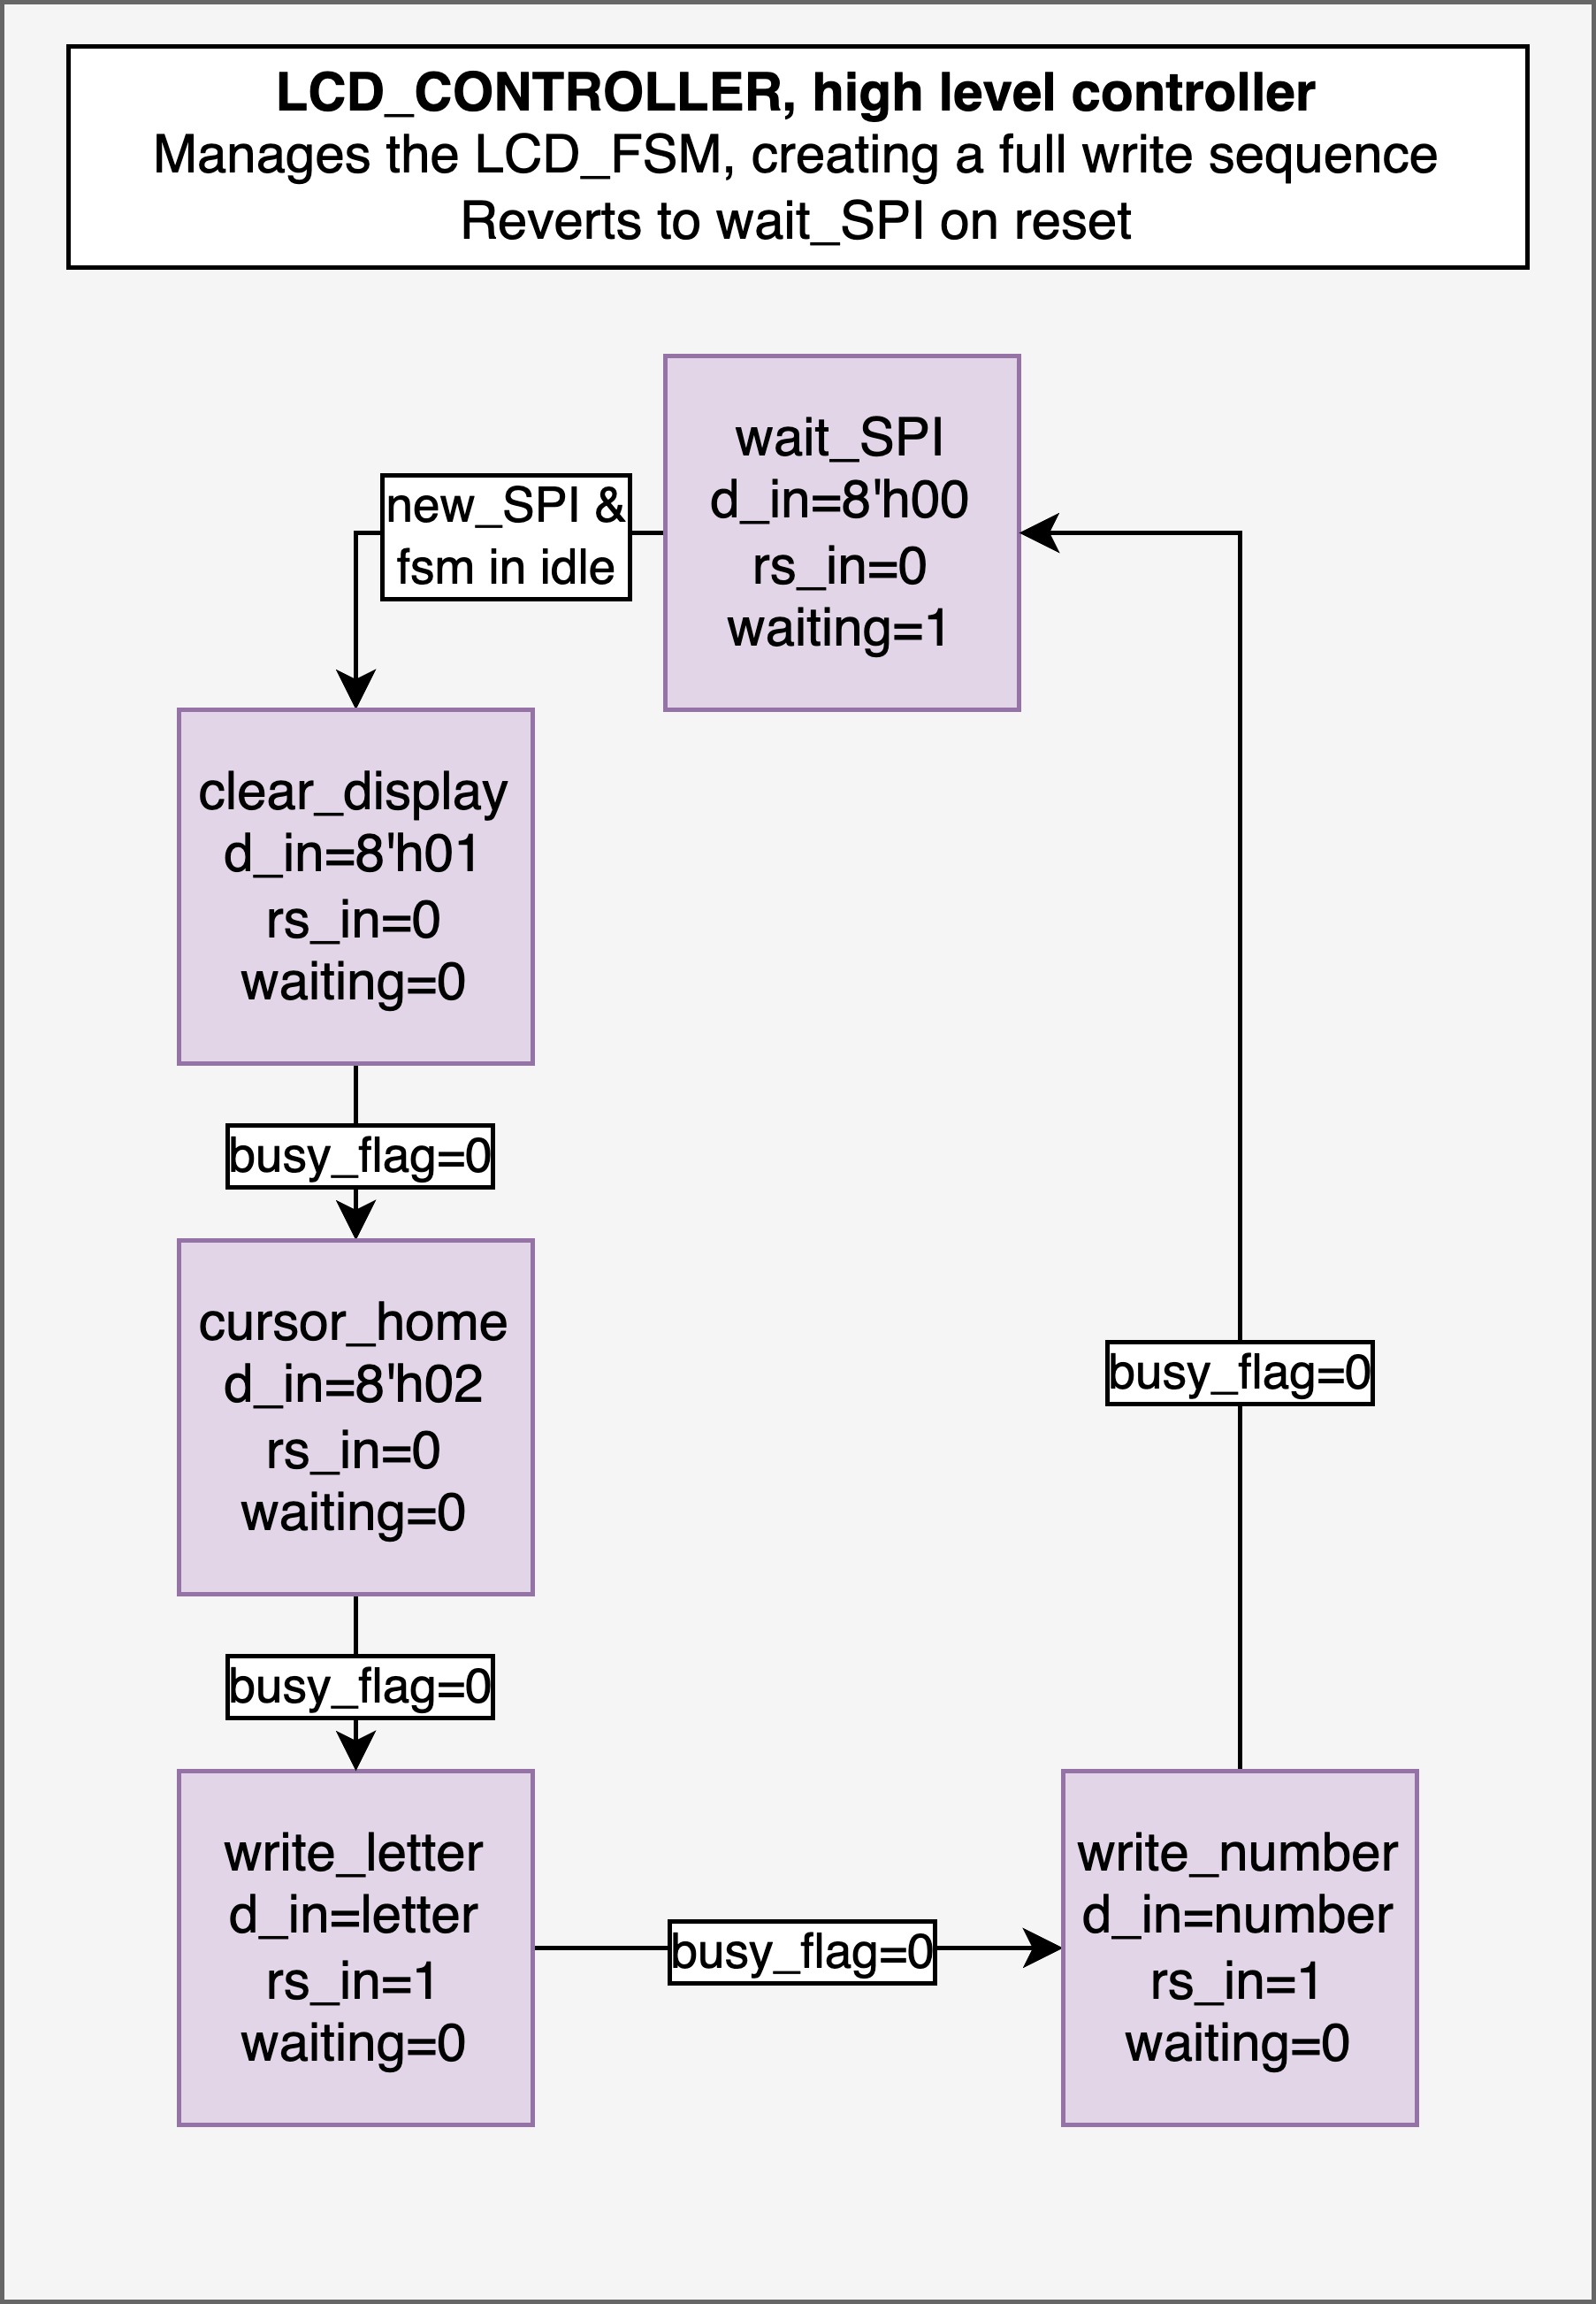 LCD_CONTROLLER, high level controller
Manages the LCD_FSM, creating a full write sequence
Reverts to wait_SPI on reset
wait_SPI
d_in=8'h00
rs_in=0
waiting=1
new_SPI &
fsm in idle
clear_display
d_in=8'h01
rs_in=0
waiting=0
busy_flag=0
cursor_home
d_in=8'h02
rs_in=0
waiting=0
busy_flag=0
busy_flag=0
write_letter
d_in=letter
rs_in=1
waiting=0
busy_flag=0
write_number
d_in=number
rs_in=1
waiting=0